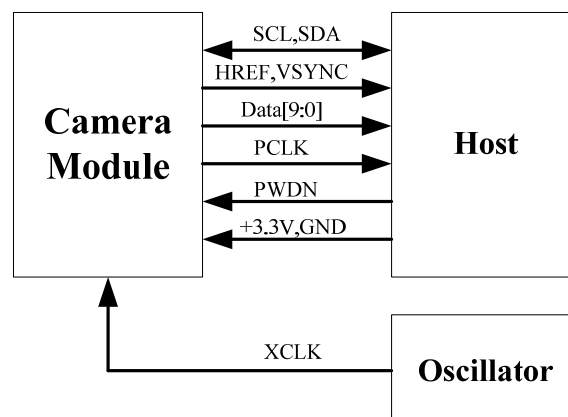 SCL,SDA
HREF,VSYNC
Data[9:0]
PCLK
PWDN
+3.3V,GND
Camera
Module
Host
XCLK
Oscillator